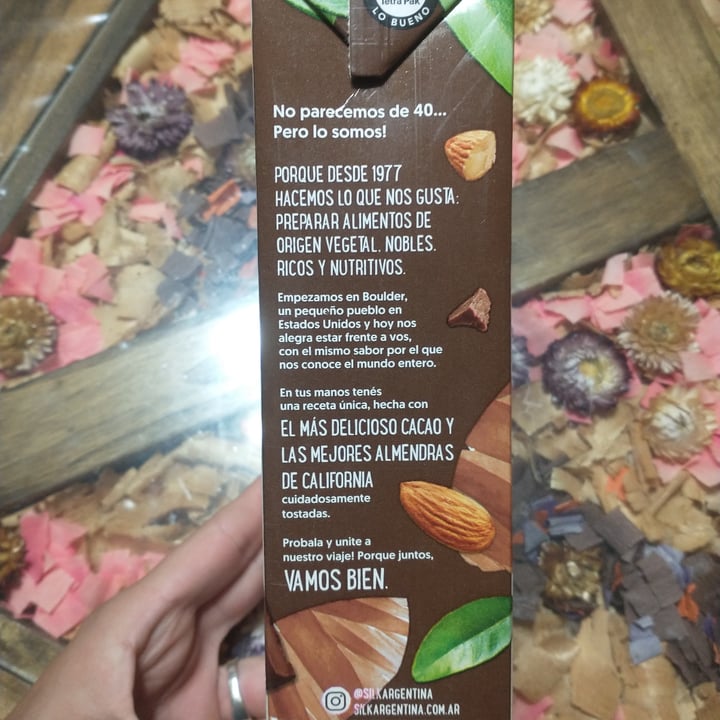 Tetra Pak
LO BUENO
No parecemos de 40...
Pero lo somos!
PORQUE DESDE 1977
HACEMOS LO QUE NOS GUSTA:
PREPARAR ALIMENTOS DE
ORIGEN VEGETAL. NOBLES.
RICOS Y NUTRITIVOS.
Empezamos en Boulder,
un pequeño pueblo en
Estados Unidos y hoy nos
alegra estar frente a vos,
con el mismo sabor por el que
nos conoce el mundo entero.
En tus manos tenés
una receta única, hecha con
EL MÁS DELICIOSO CACAO Y
LAS MEJORES ALMENDRAS
DE CALIFORNIA
cuidadosamente
tostadas.
Probala y unite a
nuestro viaje! Porque juntos,
VAMOS BIEN.
@SILKARGENTINA
SILKARGENTINA.COM.AR